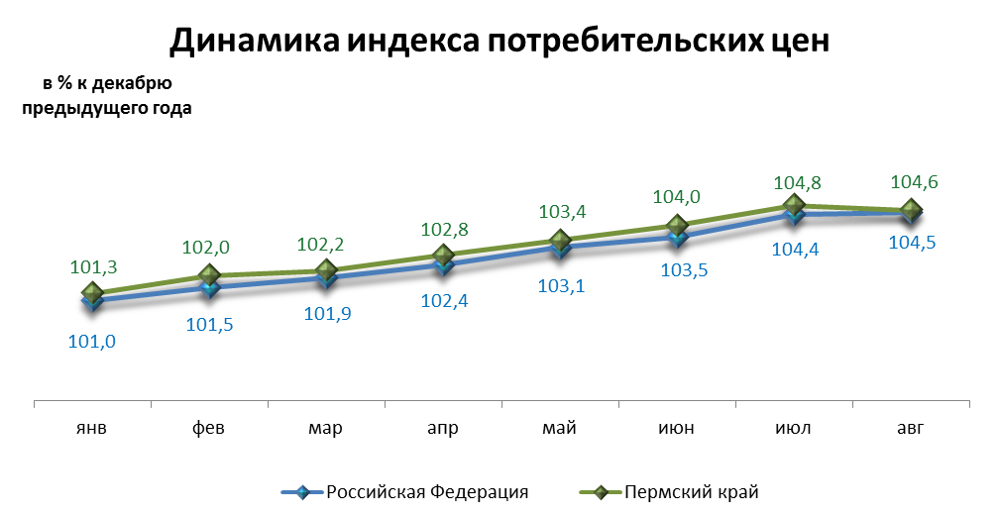 Динамика индекса потребительских цен
в % к декабрю
предыдущего года
101,3 102,0 102,2 102,8 103,4 104,0 104,8 104,6
101,0 101,5 101,9 102,4 103,1 103,5 104,4 104,5
янв фев мар апр май июн июл авг
Российская Федерация Пермский край